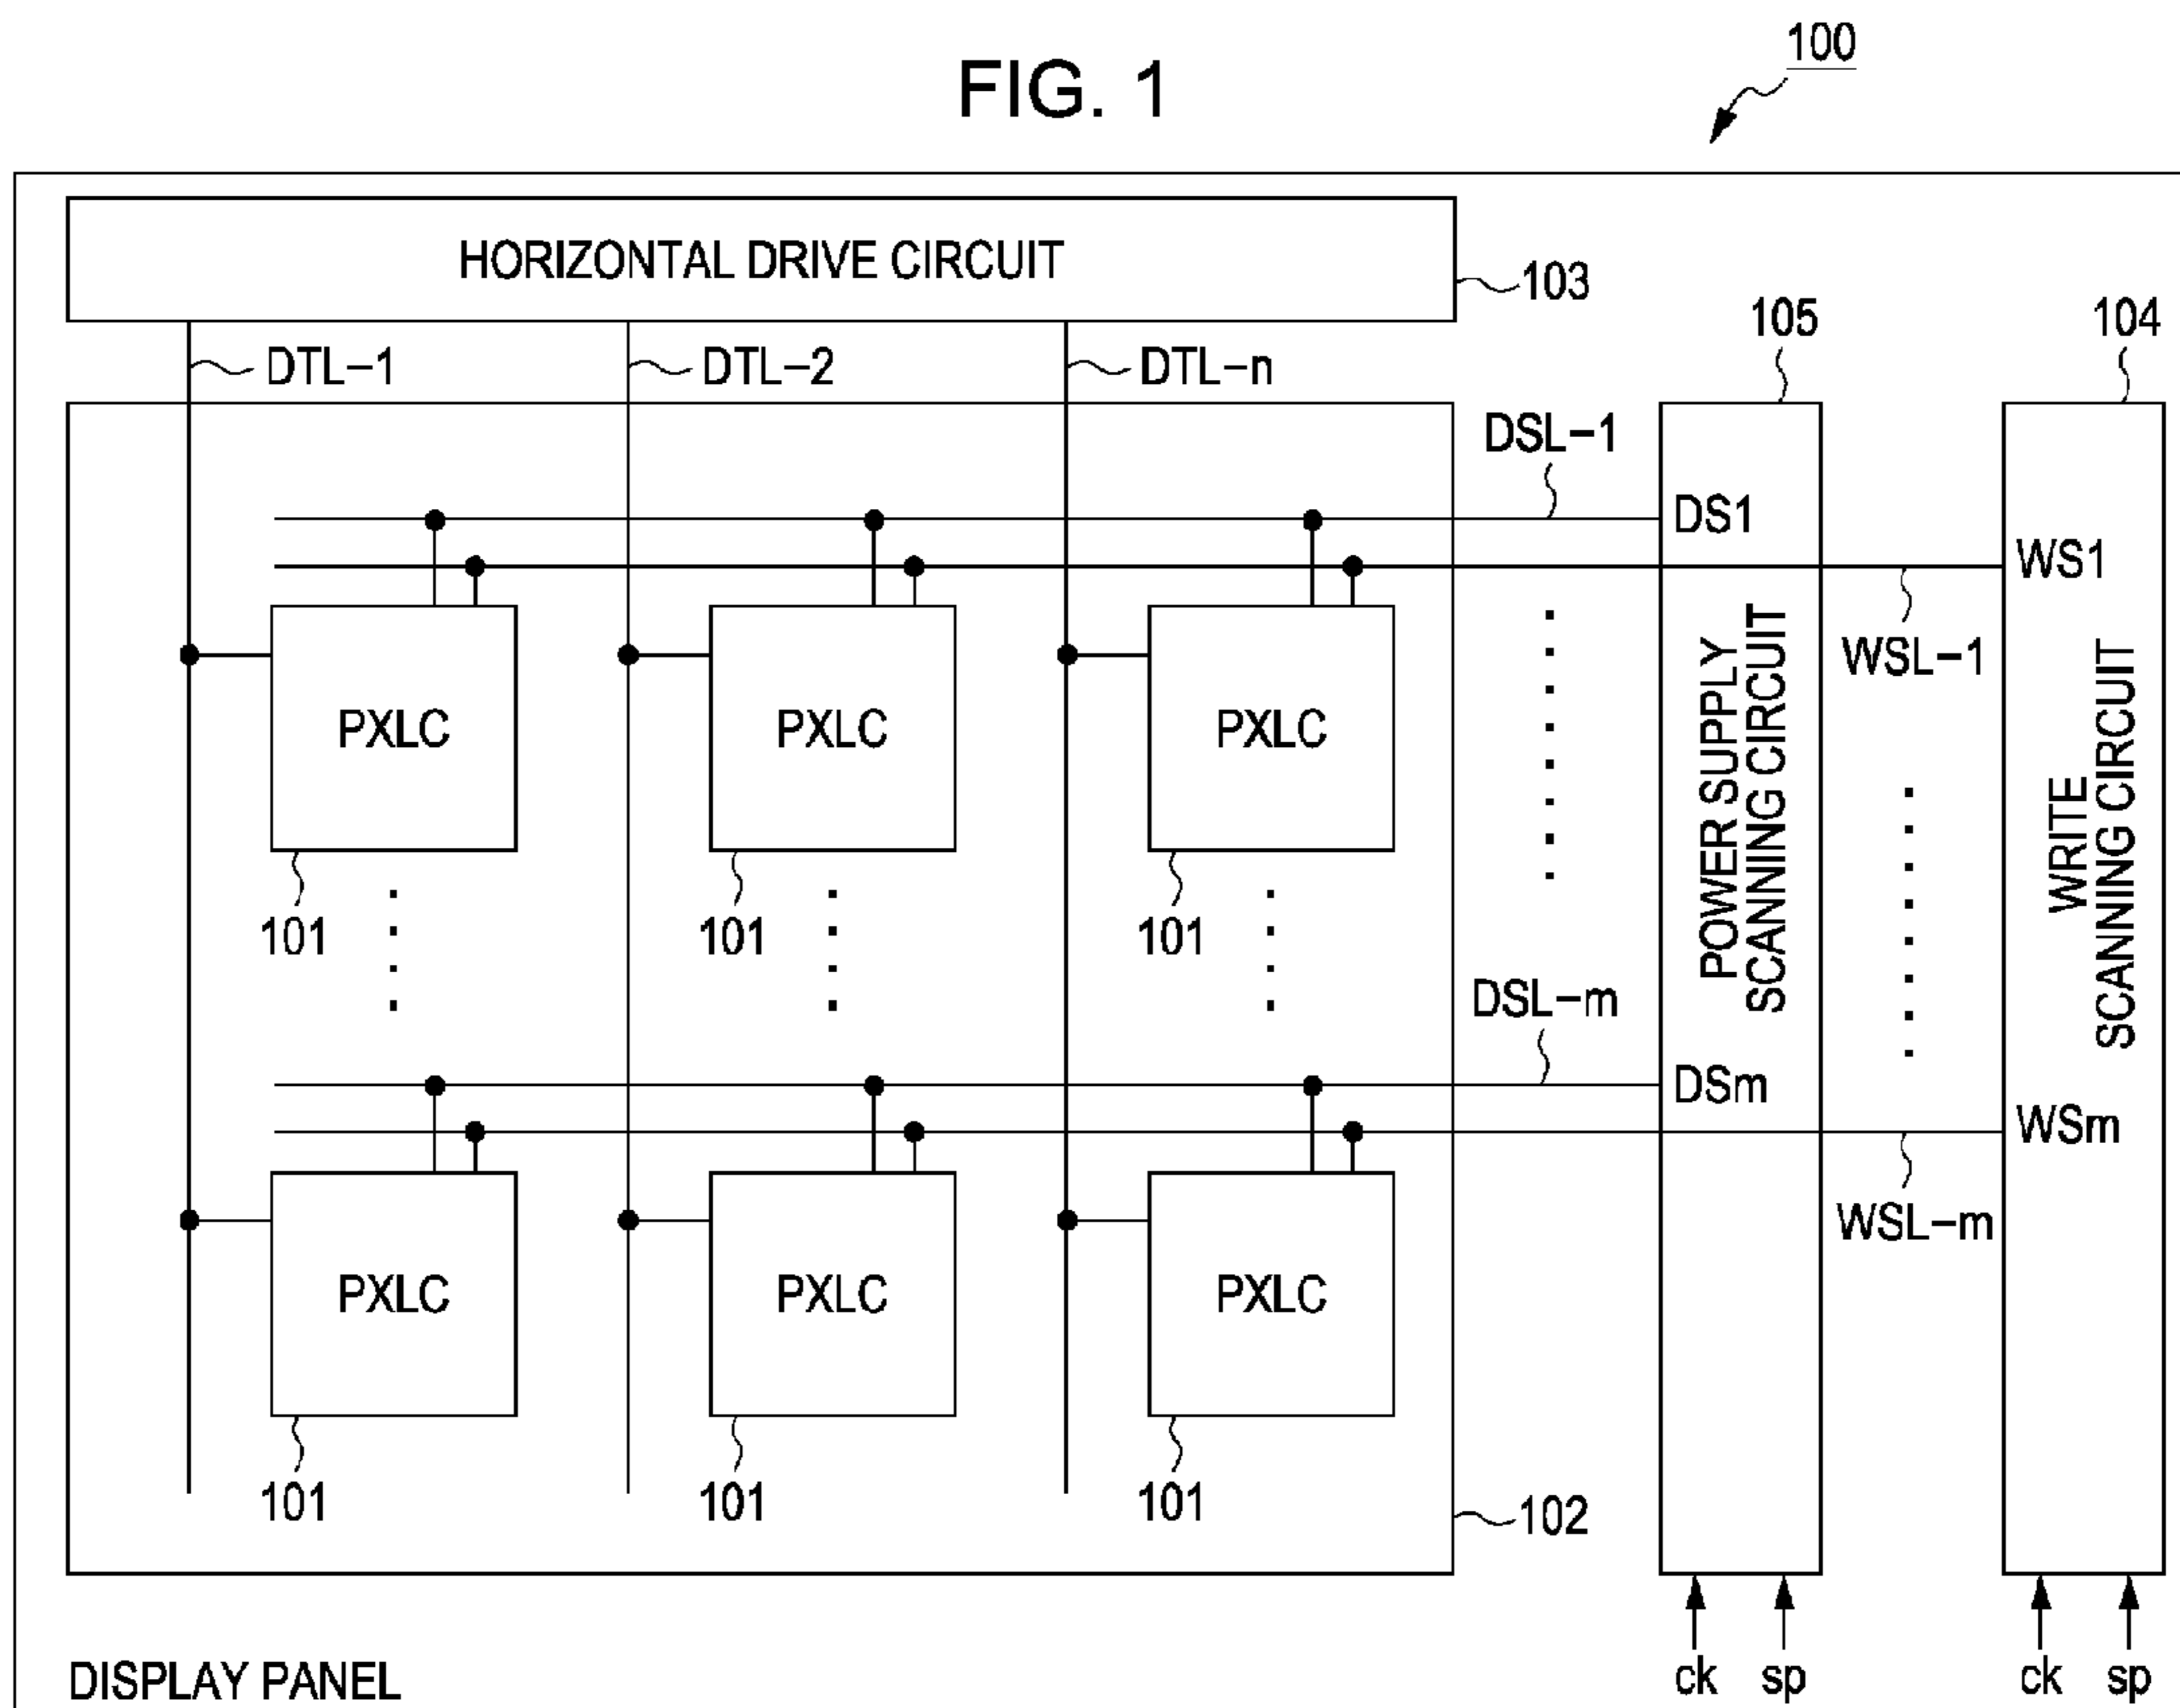 100
FIG. 1
HORIZONTAL DRIVE CIRCUIT
103
105
104
DTL-1
DTL-2
DTL-n
DSL-1
DS1
WS1
WSL-1
PXLC
PXLC
PXLC
POWER SUPPLY
SCANNING CIRCUIT
WRITE
SCANNING CIRCUIT
101
101
101
DSL-m
DSm
WSm
WSL-m
PXLC
PXLC
PXLC
101
101
101
102
DISPLAY PANEL
ck
sp
ck
sp